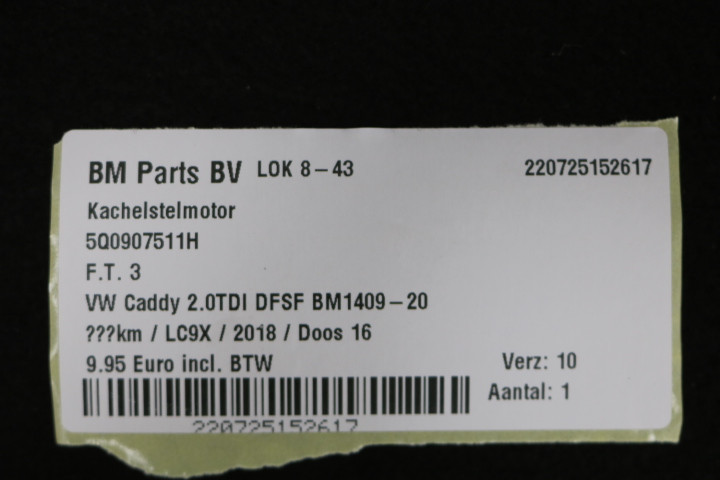 BM Parts BV LOK 8-43 220725152617
Kachelstelmotor
5Q0907511H
F.T. 3
VW Caddy 2.0TDI DFSF BM1409-20
???km / LC9X / 2018 / Doos 16
9.95 Euro incl. BTW Verz: 10
Aantal: 1
220725152617